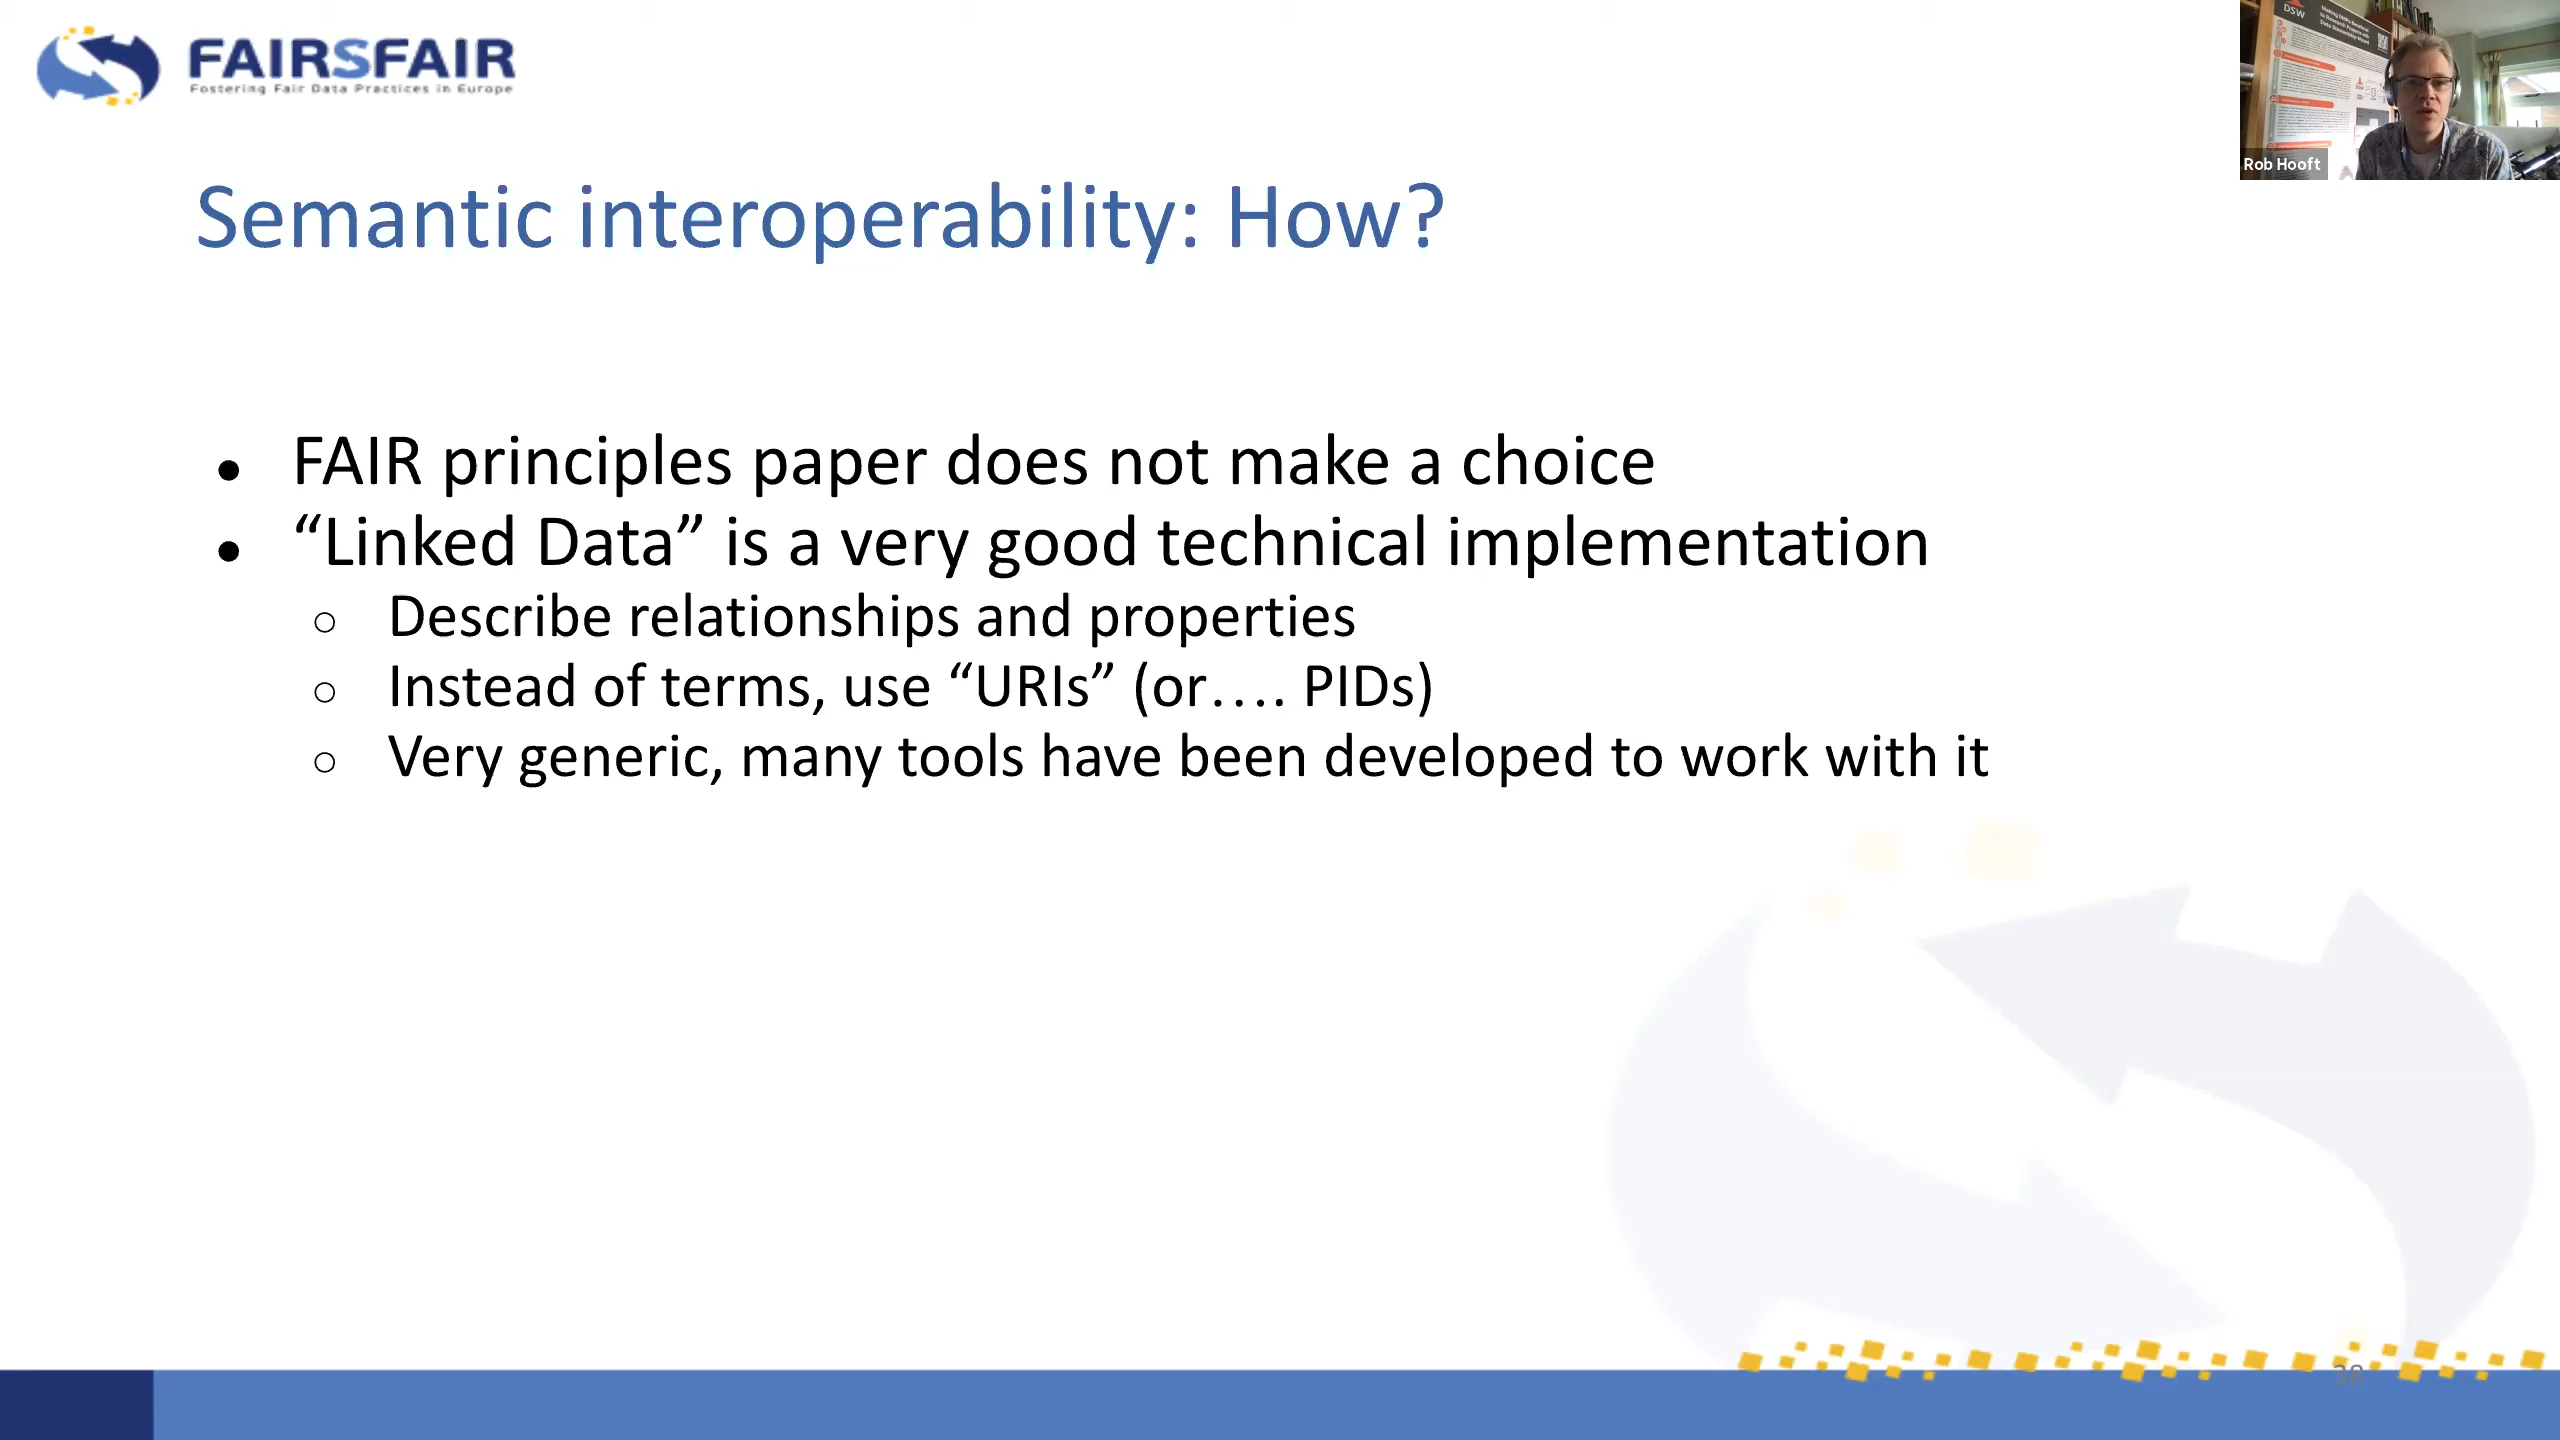 FAIRSFAIR
Fostering Fair Data Practices in Europe
DSW
Rob Hooft
Semantic interoperability: How?
● FAIR principles paper does not make a choice
● “Linked Data” is a very good technical implementation
○ Describe relationships and properties
○ Instead of terms, use “URIs” (or…. PIDs)
○ Very generic, many tools have been developed to work with it
38